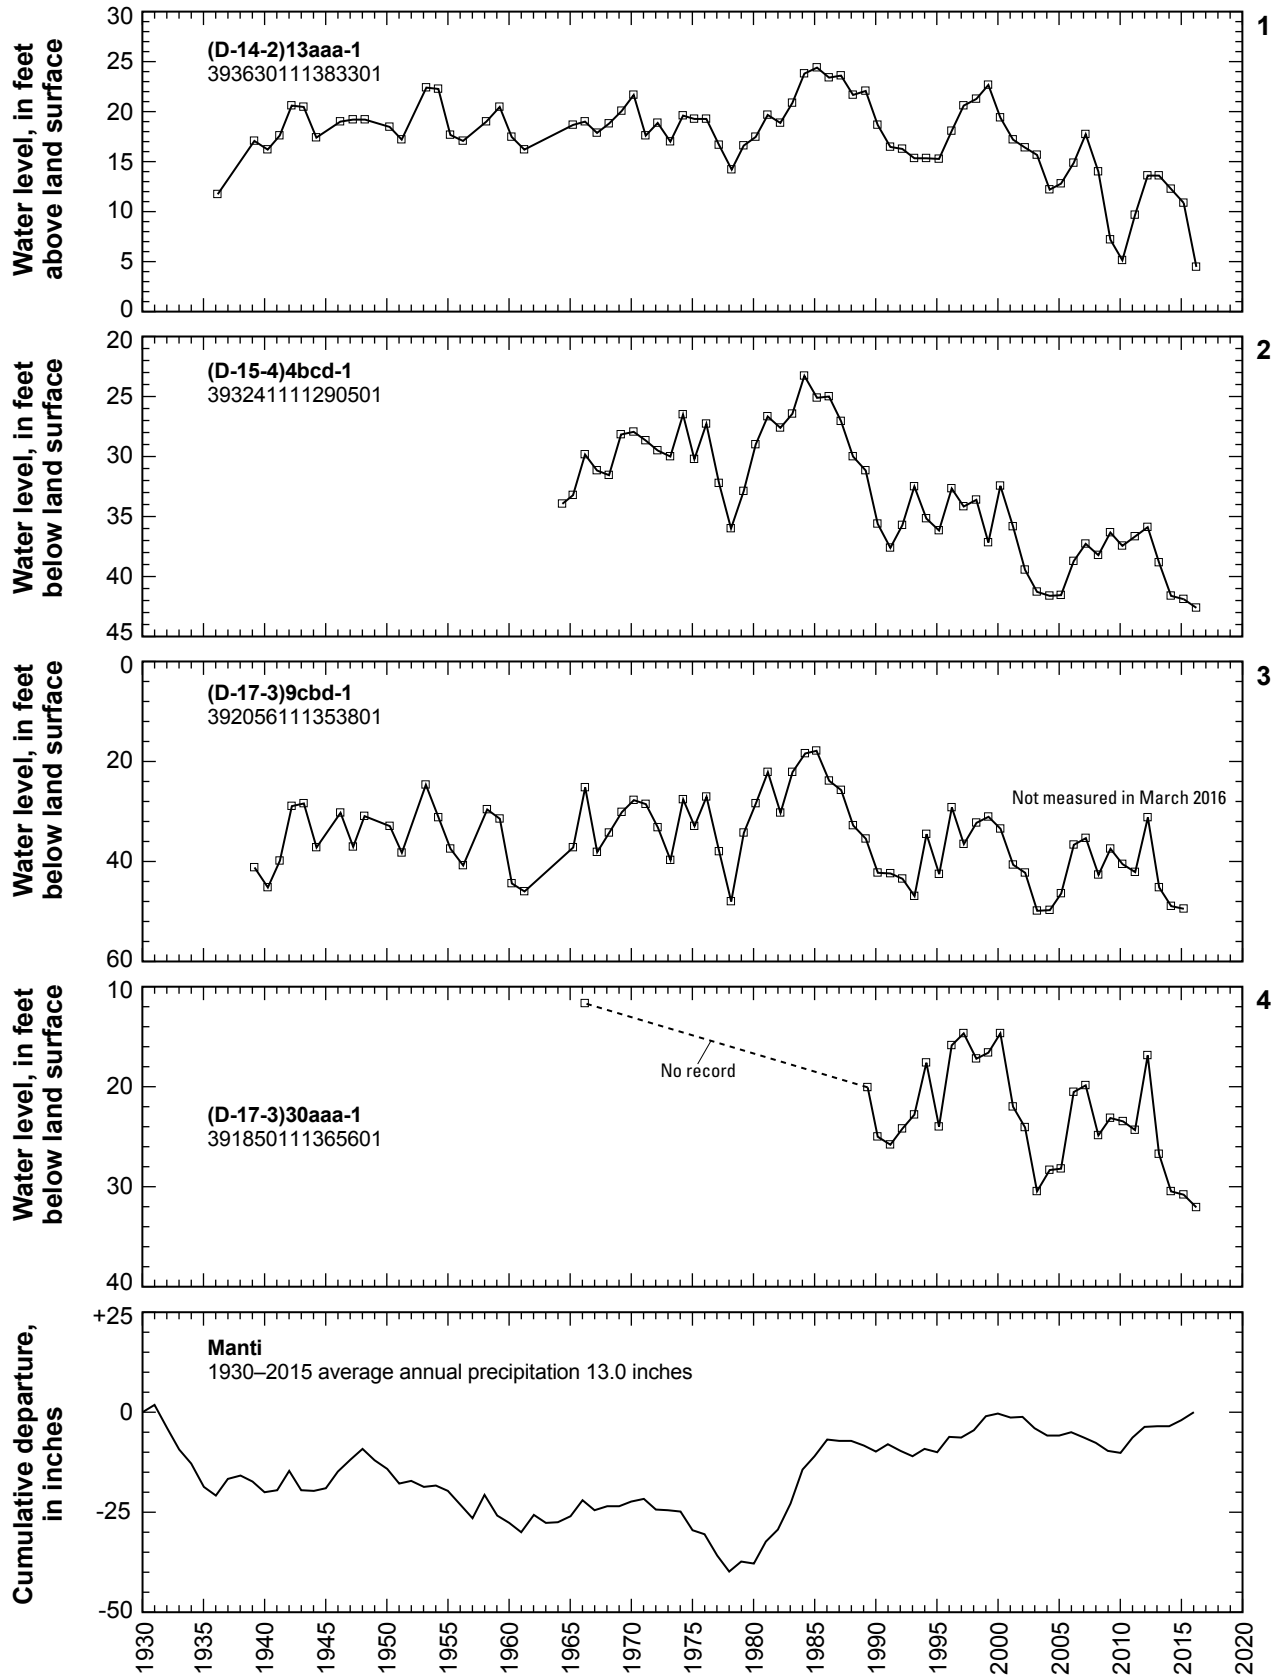 Water level, in feet
above land surface
30
25
20
15
10
5
0
(D-14-2)13aaa-1
393630111383301
1
Water level, in feet
below land surface
20
25
30
35
40
45
(D-15-4)4bcd-1
393241111290501
2
Water level, in feet
below land surface
0
20
40
60
(D-17-3)9cbd-1
392056111353801
Not measured in March 2016
3
Water level, in feet
below land surface
10
20
30
40
No record
(D-17-3)30aaa-1
391850111365601
4
Cumulative departure,
in inches
+25
0
-25
-50
Manti
1930–2015 average annual precipitation 13.0 inches
1930
1935
1940
1945
1950
1955
1960
1965
1970
1975
1980
1985
1990
1995
2000
2005
2010
2015
2020